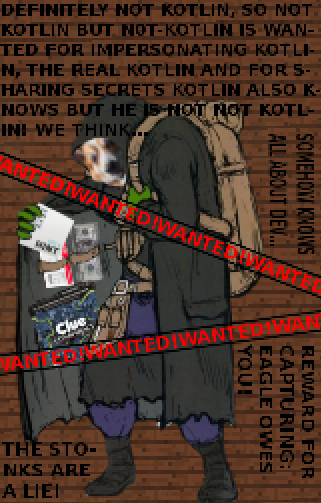 DEFINITELY NOT KOTLIN, SO NOT
KOTLIN BUT NOT-KOTLIN IS WAN-
TED FOR IMPERSONATING KOTLI-
N, THE REAL KOTLIN AND FOR S-
HARING SECRETS KOTLIN ALSO K-
NOWS BUT HE IS NOT NOT KOTL-
IN! WE THINK...
SOMEHOW KNOWS
ALL ABOUT DEV...
WANTED!WANTED!WANTED!WANTED!WANTED
Clue
WANTED!WANTED!WANTED!WANTED!WANT
REWARD FOR
CAPTURING:
EAGLE OWES
YOU!
THE STO-
NKS ARE
A LIE!